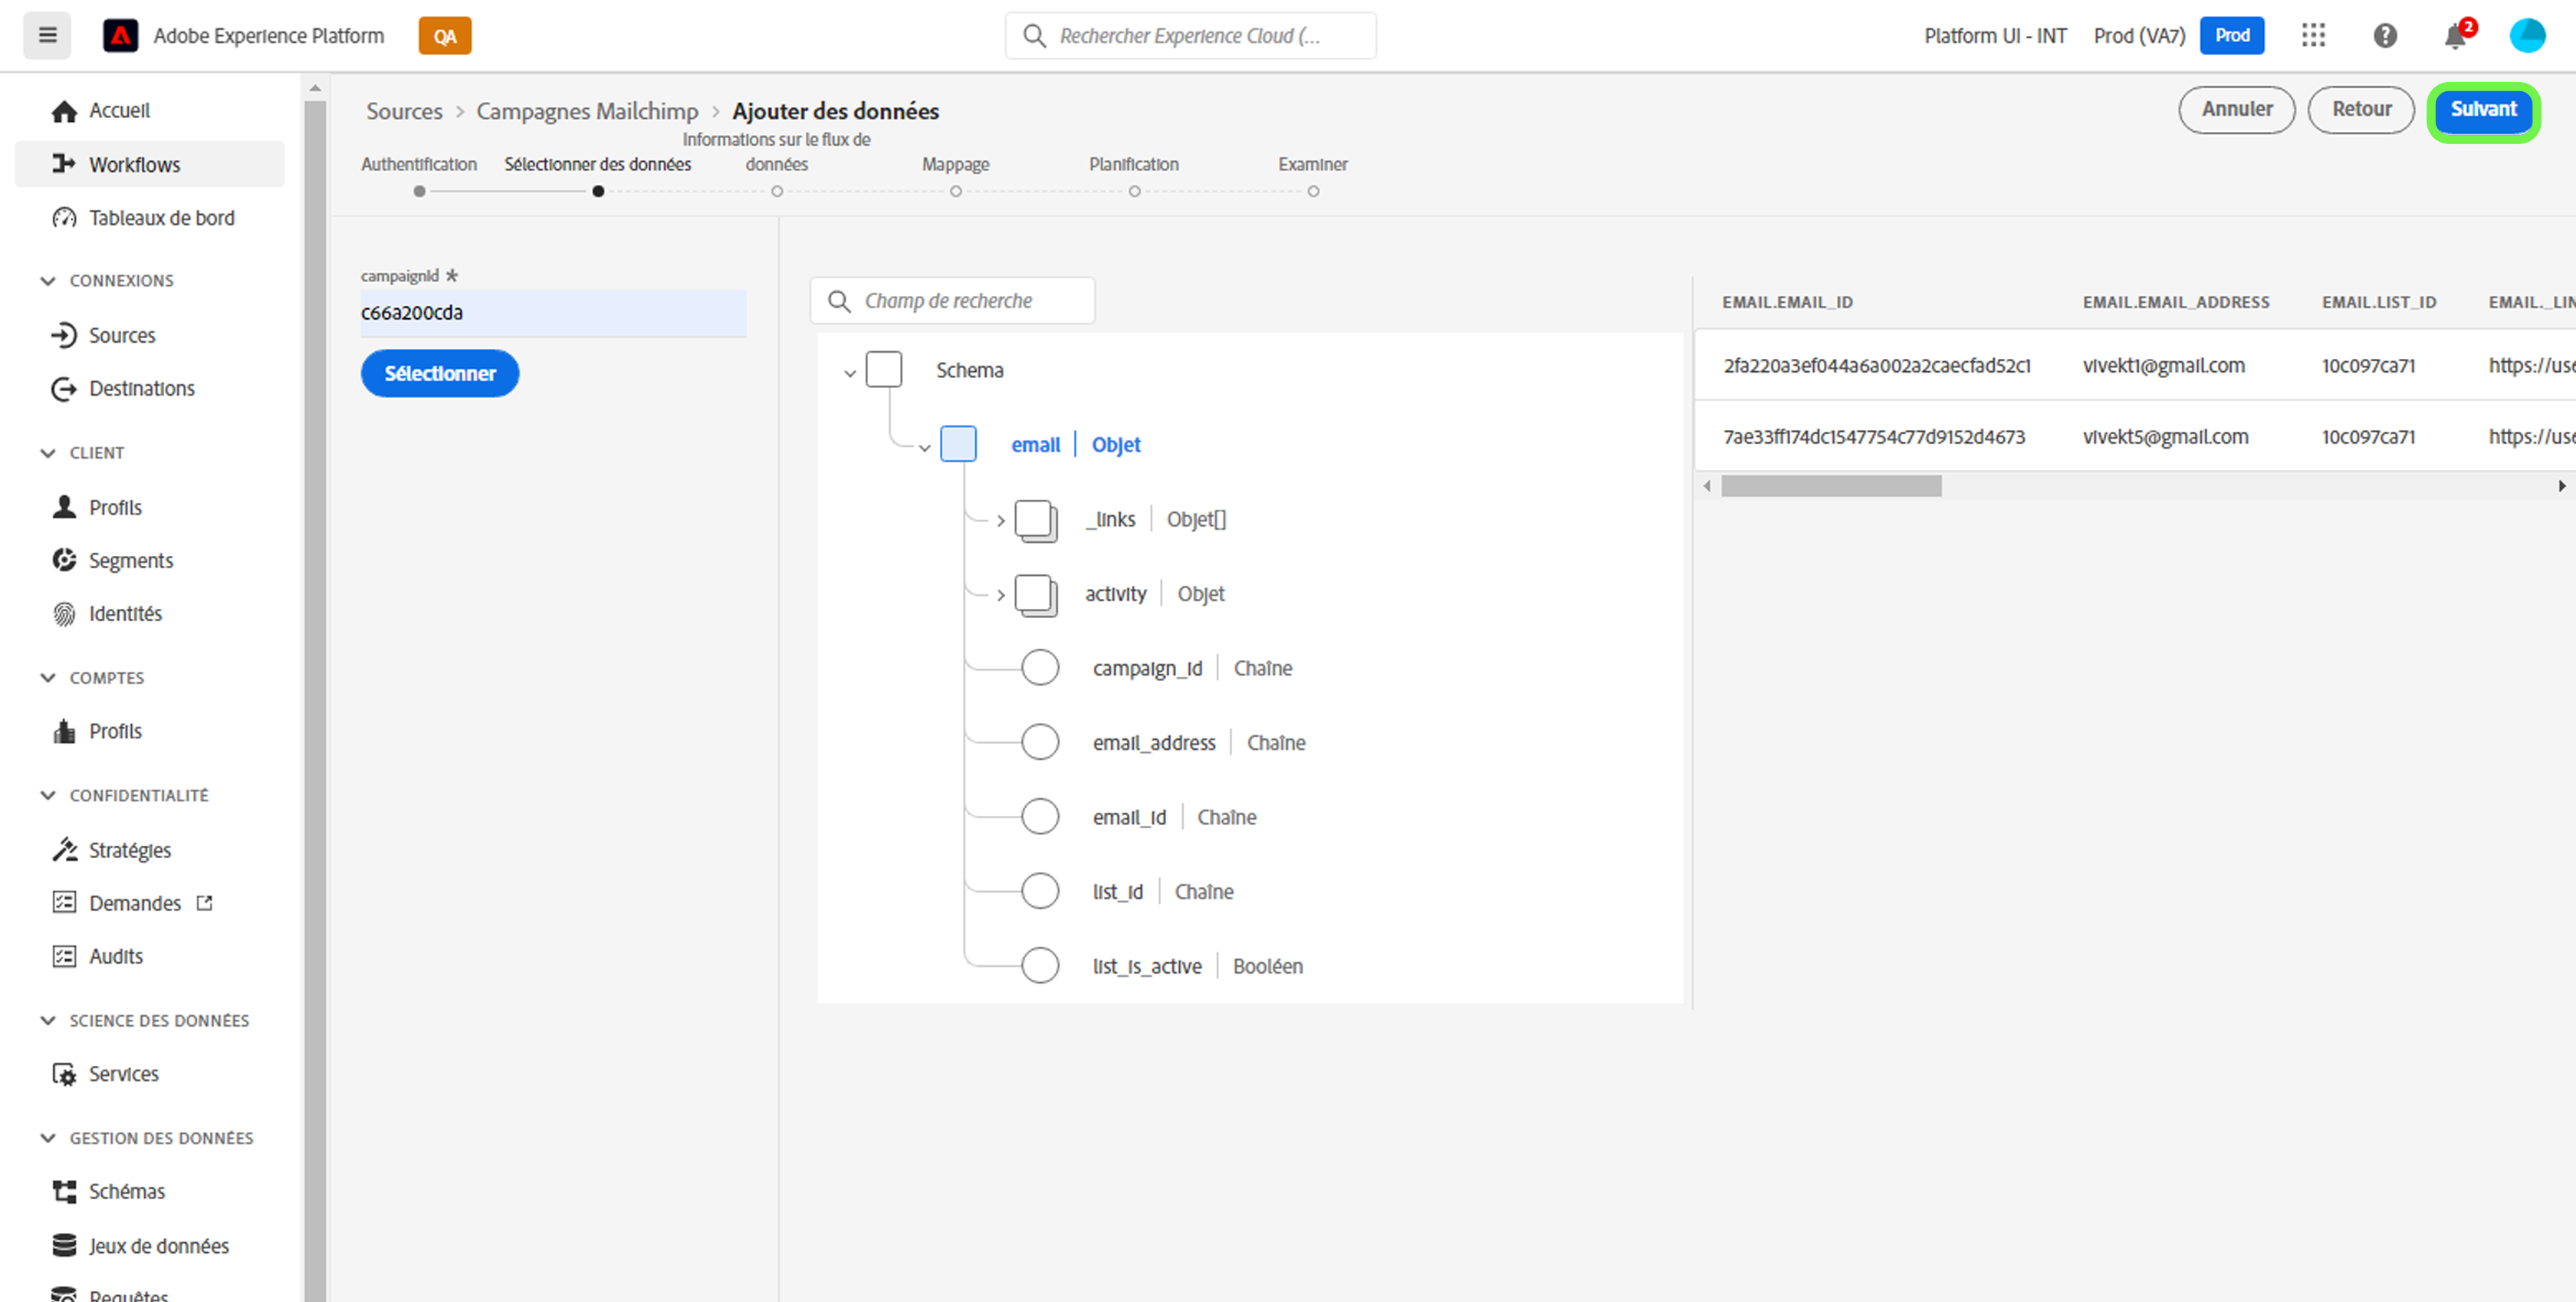 Adobe Experience Platform
QA
Rechercher Experience Cloud (...
Platform UI - INT
Prod (VA7)
Prod
2
Accueil
Workflows
Tableaux de bord
CONNEXIONS
Sources
Destinations
CLIENT
Profils
Segments
Identités
COMPTES
Profils
CONFIDENTIALITÉ
Stratégies
Demandes
Audits
SCIENCE DES DONNÉES
Services
GESTION DES DONNÉES
Schémas
Jeux de données
Requêtes
Sources > Campagnes Mailchimp > Ajouter des données
Annuler
Retour
Suivant
Authentification
Sélectionner des données
Informations sur le flux de
données
Mappage
Planification
Examiner
campaignId *
c66a200cda
Sélectionner
Champ de recherche
Schema
email | Objet
_links | Objet[]
activity | Objet
campaign_id | Chaîne
email_address | Chaîne
email_id | Chaîne
list_id | Chaîne
list_is_active | Booléen
EMAIL.EMAIL_ID EMAIL.EMAIL_ADDRESS EMAIL.LIST_ID EMAIL._LIN
2fa220a3ef044a6a002a2caecfad52c1 vivekt1@gmail.com 10c097ca71 https://use
7ae33ff174dc1547754c77d9152d4673 vivekt5@gmail.com 10c097ca71 https://use